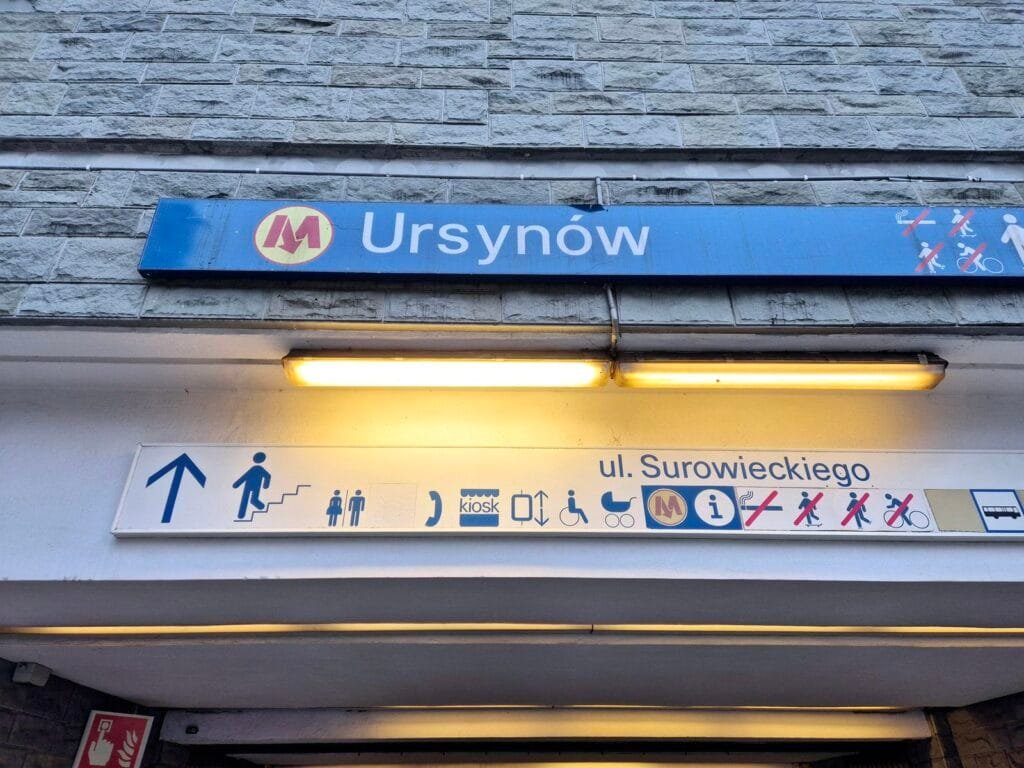 M Ursynów
ul. Surowieckiego
kiosk M i